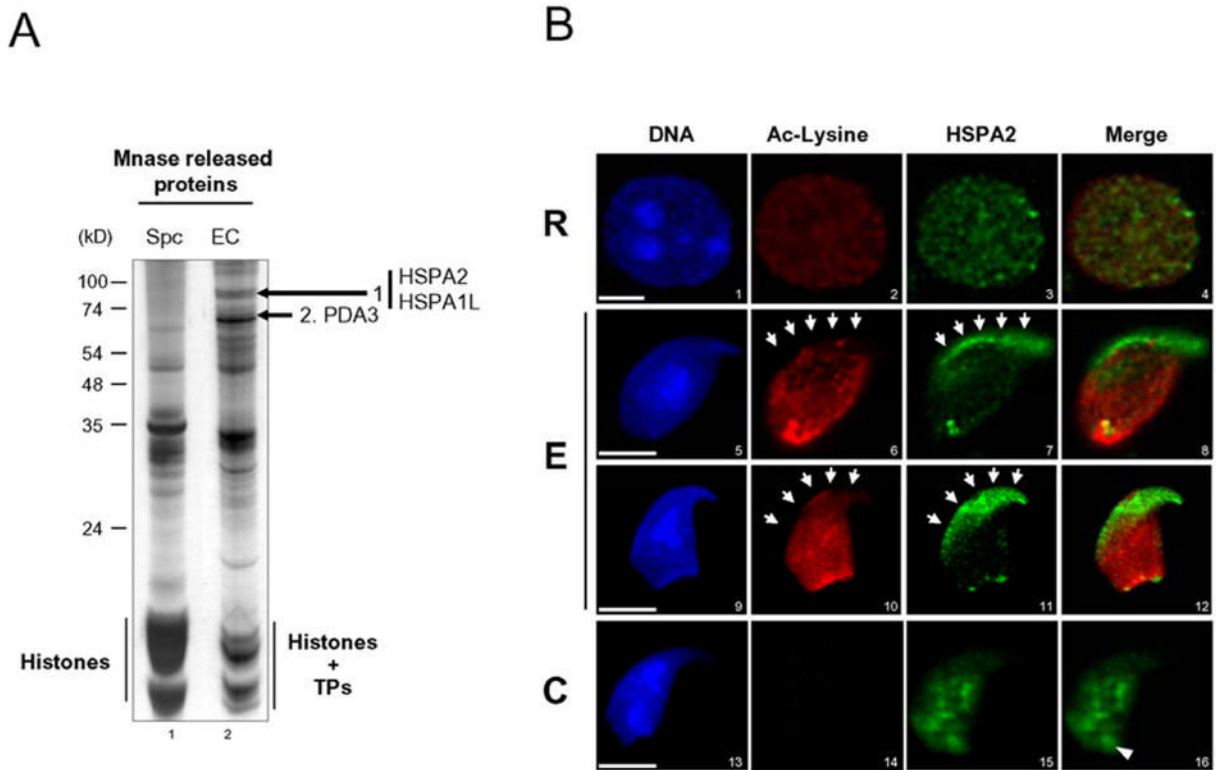 A
B
Mnase released
proteins
(kD) Spc EC
100
74
54
48
35
24
1
HSPA2
HSPA1L
2. PDA3
Histones
Histones
+
TPs
1 2
DNA Ac-Lysine HSPA2 Merge
R
1 2 3 4
E
5 6 7 8
9 10 11 12
C
13 14 15 16